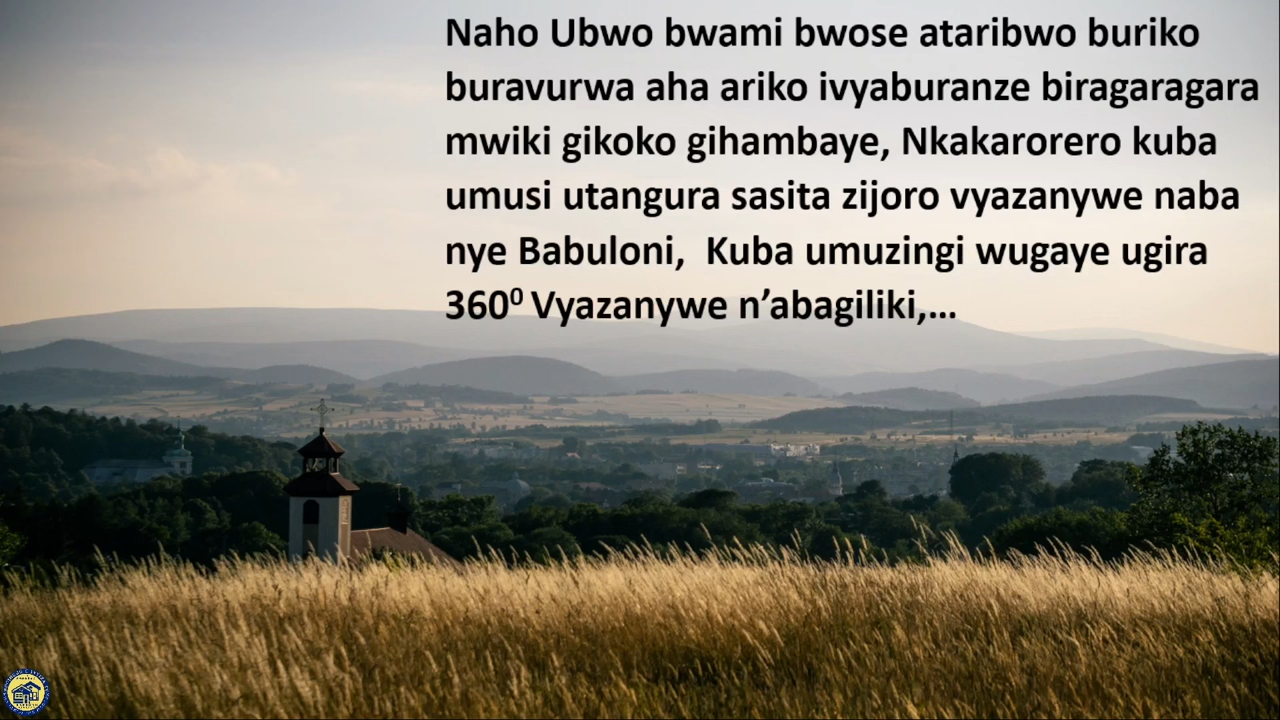 Naho Ubwo bwami bwose ataribwo buriko
buravurwa aha ariko ivyaburanze biragaragara
mwiki gikoko gihambaye, Nkakarorero kuba
umusi utangura sasita zijoro vyazanywe naba
nye Babuloni,  Kuba umuzingi wugaye ugira
360⁰ Vyazanywe n’abagiliki,...